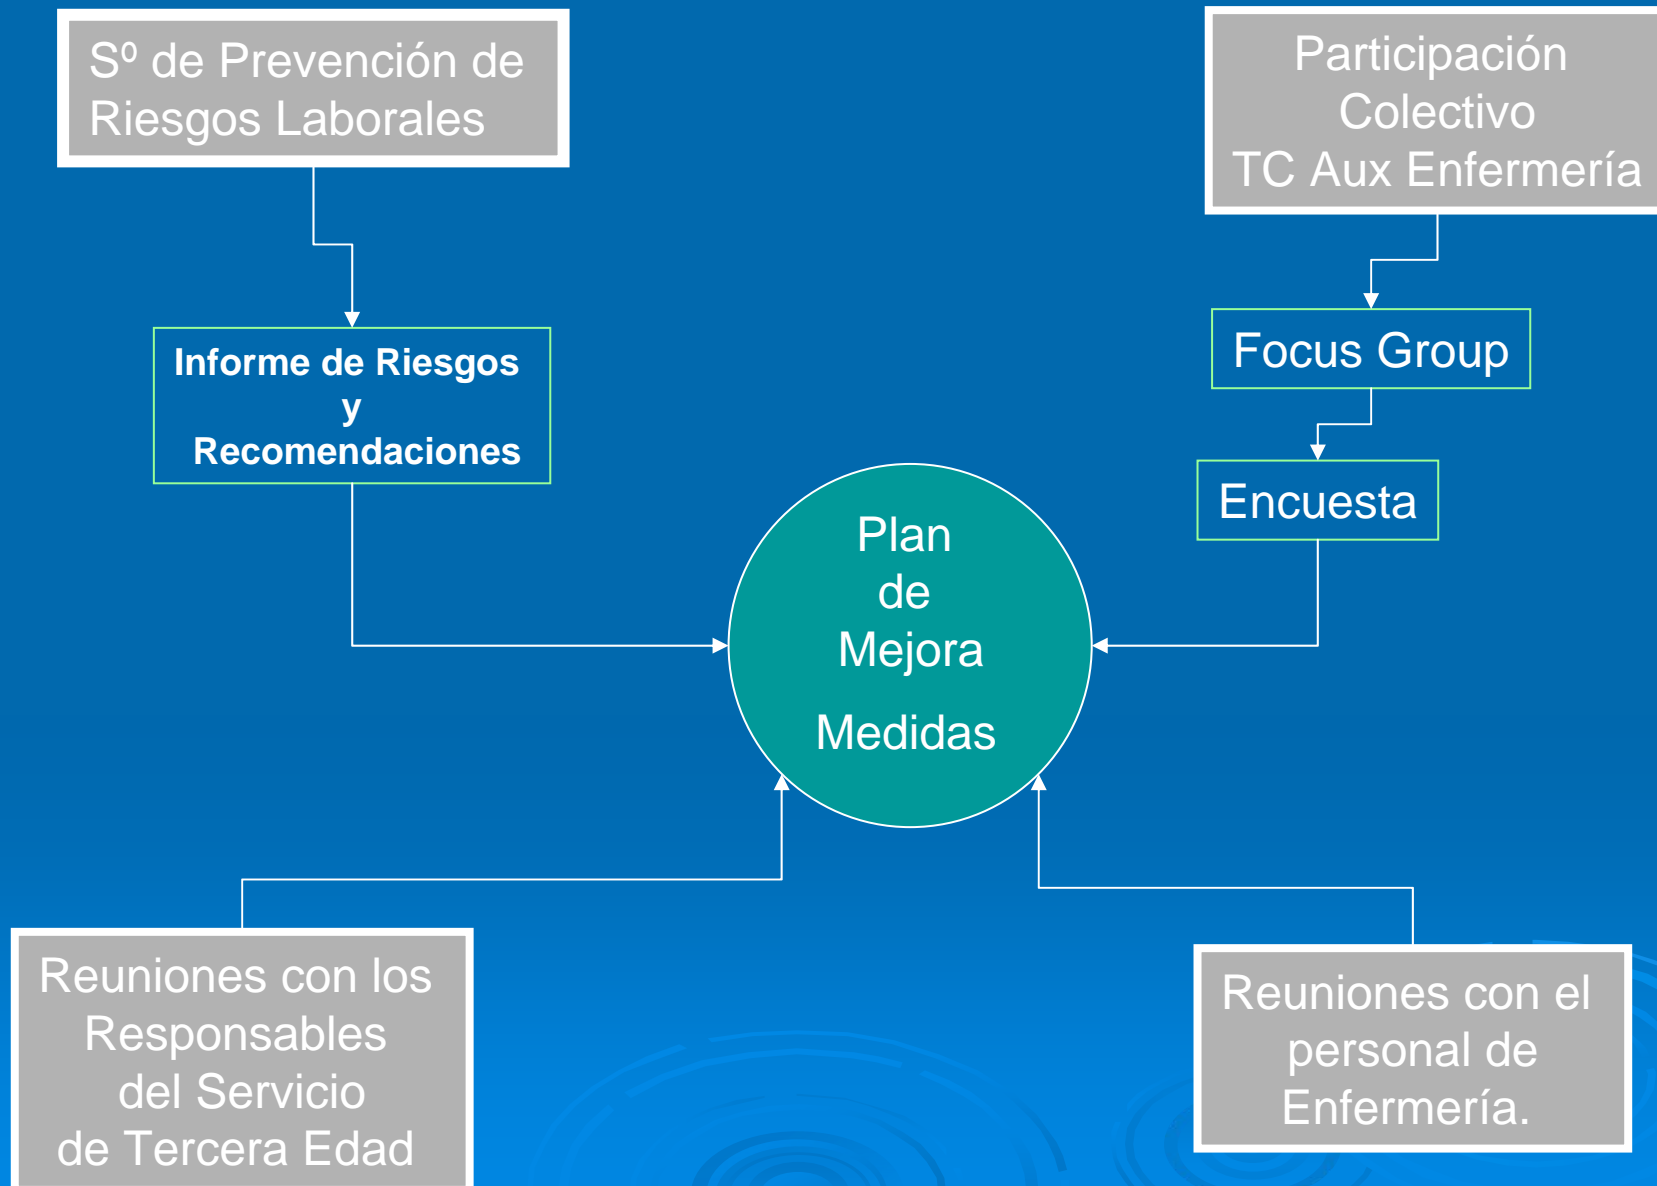 Sº de Prevención de
Riesgos Laborales
Participación
Colectivo
TC Aux Enfermería
Informe de Riesgos
y
Recomendaciones
Focus Group
Encuesta
Plan
de
Mejora
Medidas
Reuniones con los
Responsables
del Servicio
de Tercera Edad
Reuniones con el
personal de
Enfermería.